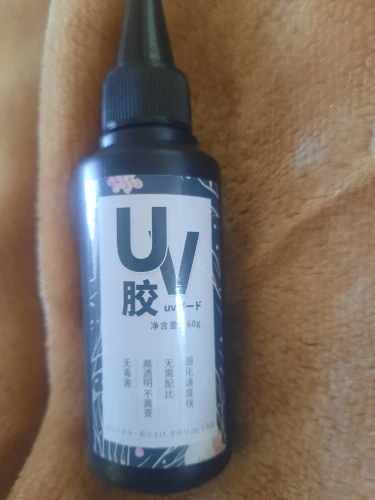 UV
胶
uvガード
净含量:60g
固化速度快
无需配比
高透明不黄变
无毒害